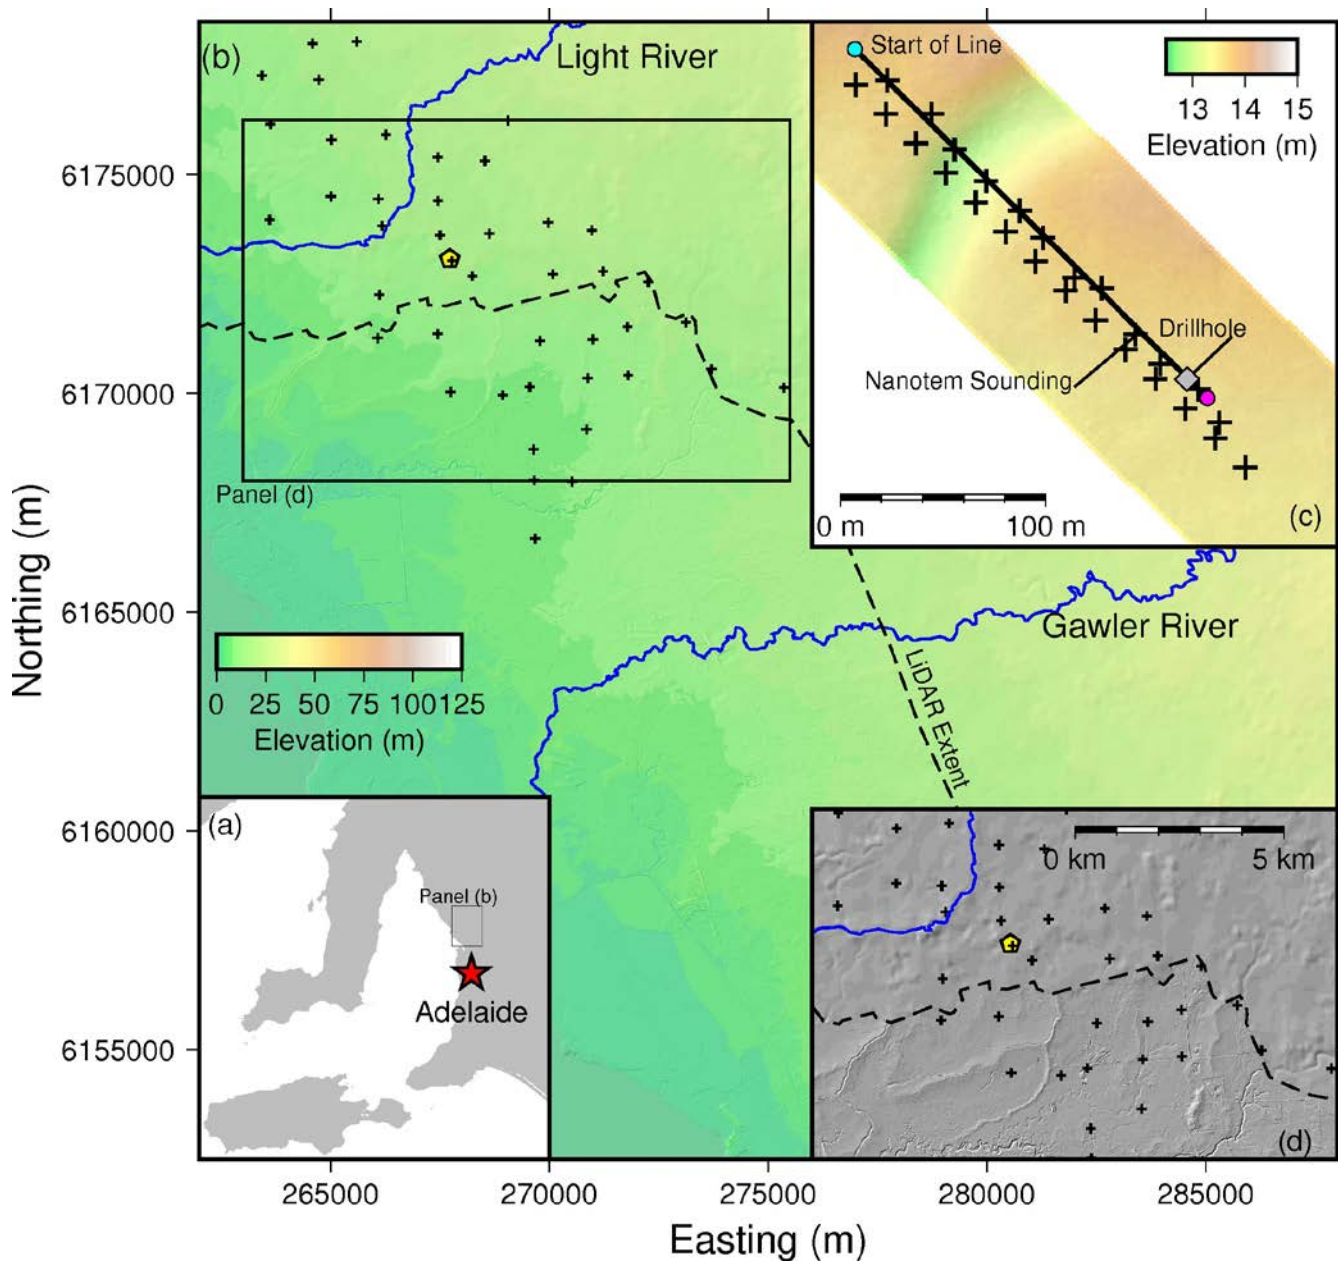 (b)
Light River
Start of Line
13 14 15
Elevation (m)
Drillhole
Nanotem Sounding
0 m 100 m
(c)
Panel (d)
6175000
6170000
6165000
6160000
6155000
Northing (m)
Gawler River
LiDAR Extent
0 25 50 75 100 125
Elevation (m)
(a)
Panel (b)
Adelaide
0 km 5 km
(d)
265000 270000 275000 280000 285000
Easting (m)